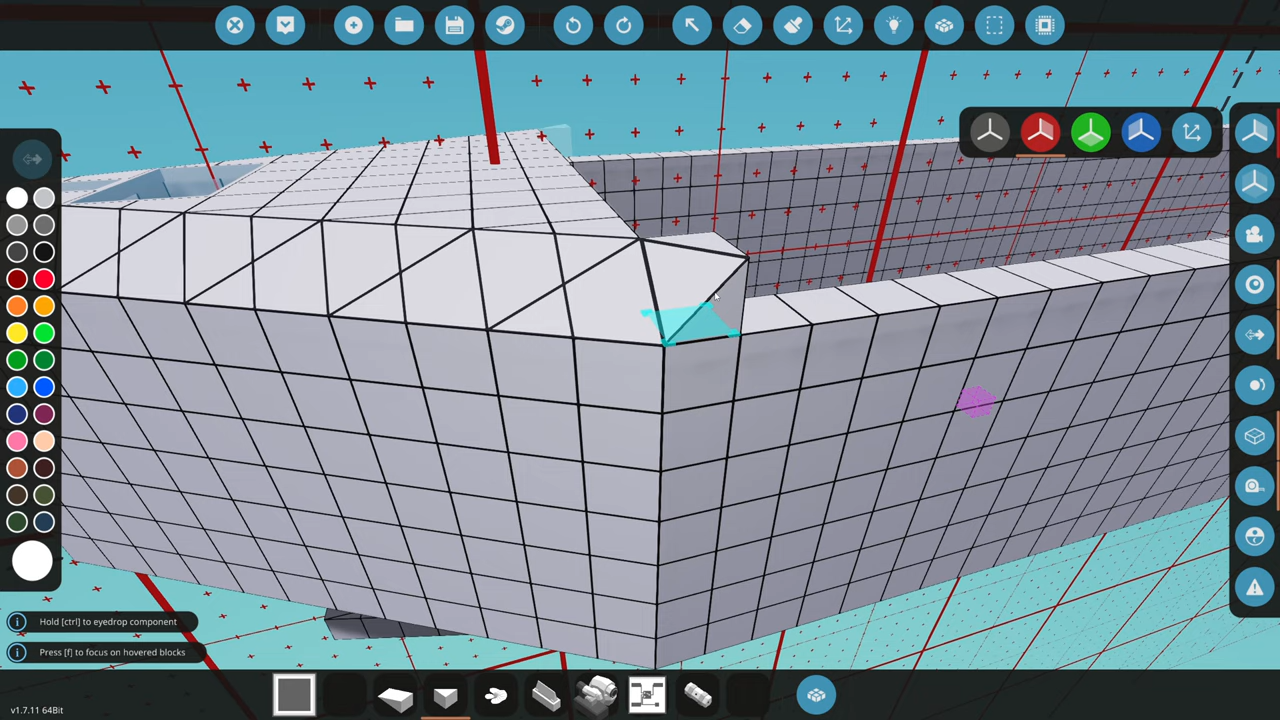 Hold [ctrl] to eyedrop component
Press [f] to focus on hovered blocks
v1.7.11 64Bit